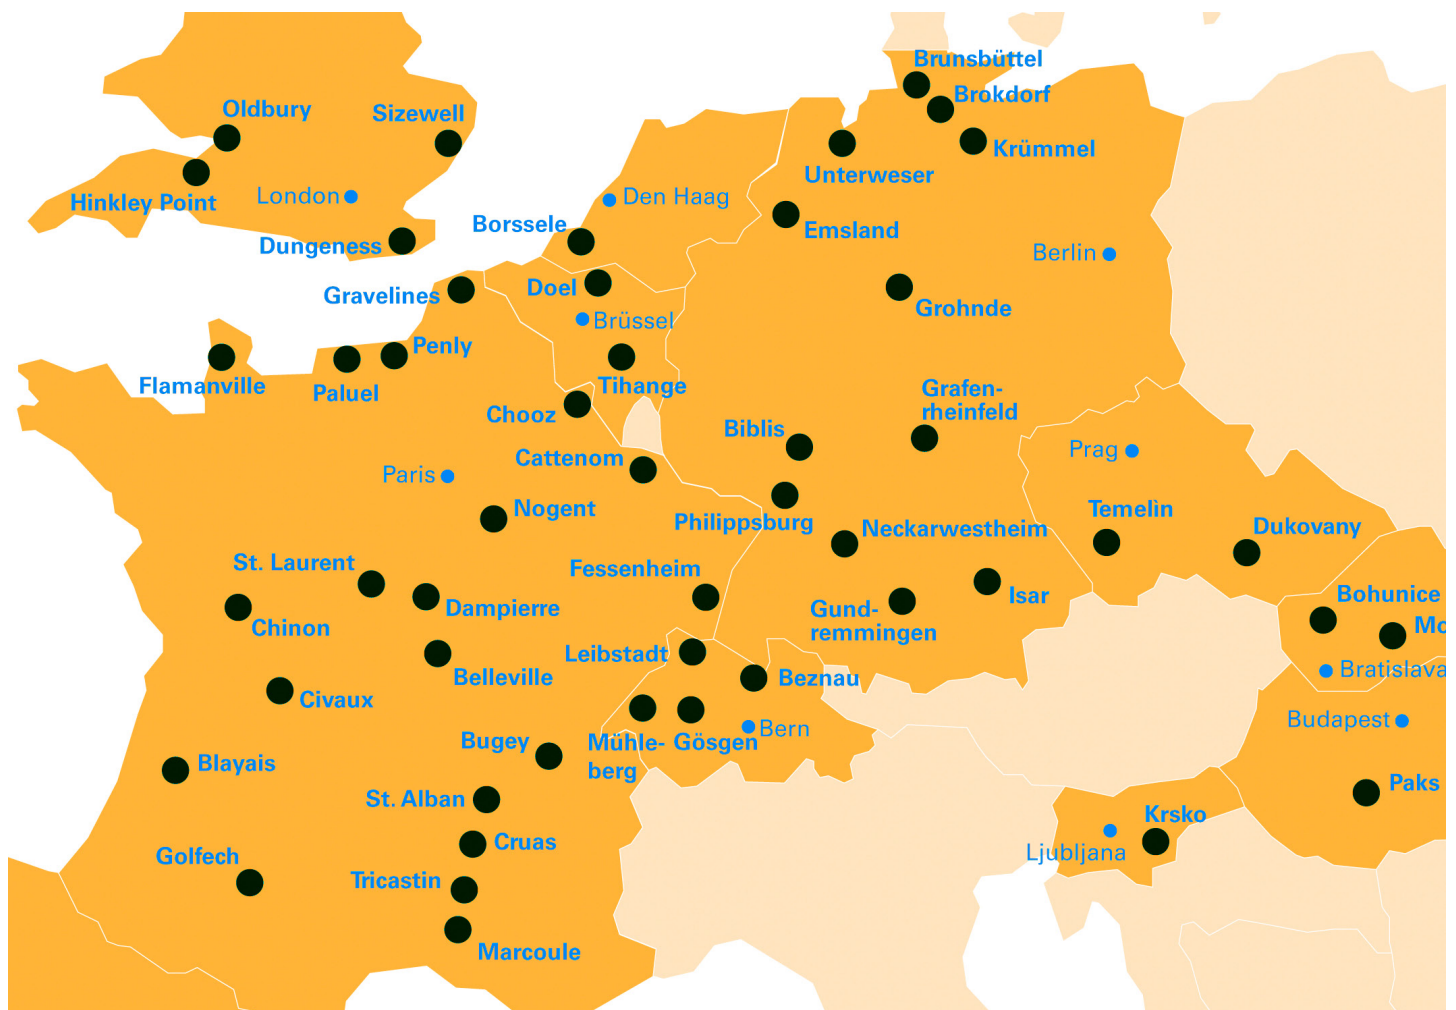 Brunsbüttel
Brokdorf
Oldbury
Sizewell
Krümmel
Unterweser
Hinkley Point
London
Den Haag
Borssele
Emsland
Dungeness
Berlin
Doel
Gravelines
Grohnde
Brüssel
Penly
Flamanville
Paluel
Tihange
Grafen-
rheinfeld
Chooz
Biblis
Prag
Cattenom
Paris
Nogent
Philippsburg
Neckarwestheim
Temelìn
Dukovany
St. Laurent
Fessenheim
Dampierre
Chinon
Gund-
remmingen
Isar
Bohunice
Mo
Leibstadt
Belleville
Beznau
Bratislava
Civaux
Budapest
Bugey
Mühle-
berg
Gösgen
Bern
Blayais
Paks
St. Alban
Krsko
Cruas
Ljubljana
Golfech
Tricastin
Marcoule